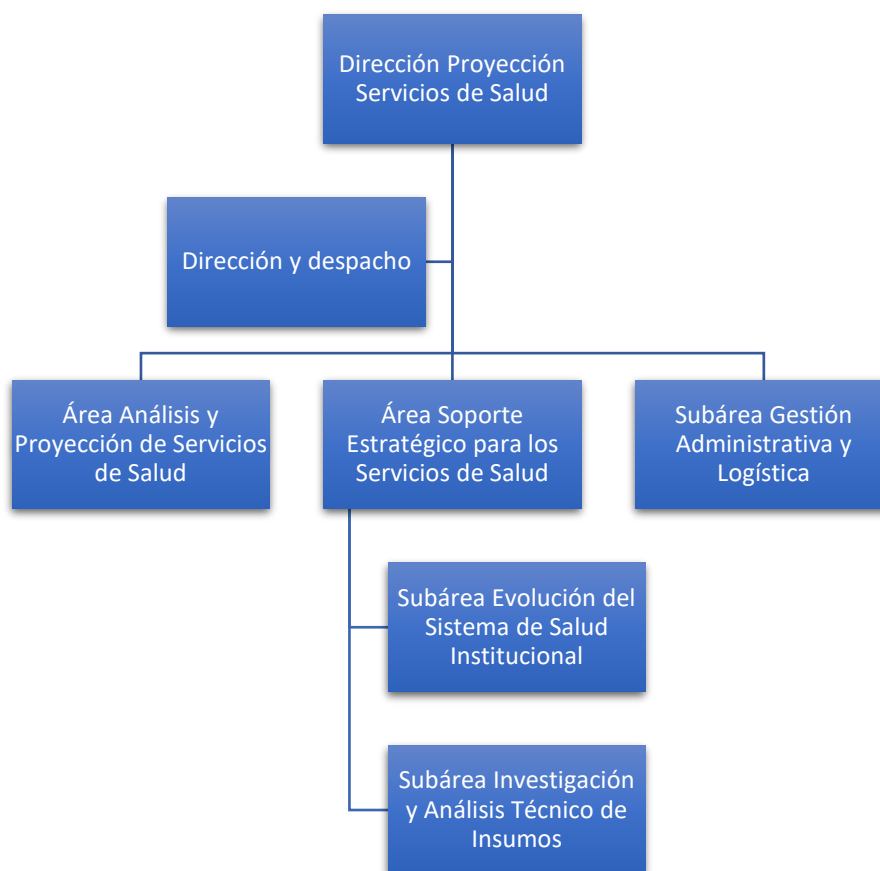 Dirección Proyección
Servicios de Salud
Dirección y despacho
Área Análisis y
Proyección de Servicios
de Salud
Área Soporte
Estratégico para los
Servicios de Salud
Subárea Gestión
Administrativa y
Logística
Subárea Evolución del
Sistema de Salud
Institucional
Subárea Investigación
y Análisis Técnico de
Insumos